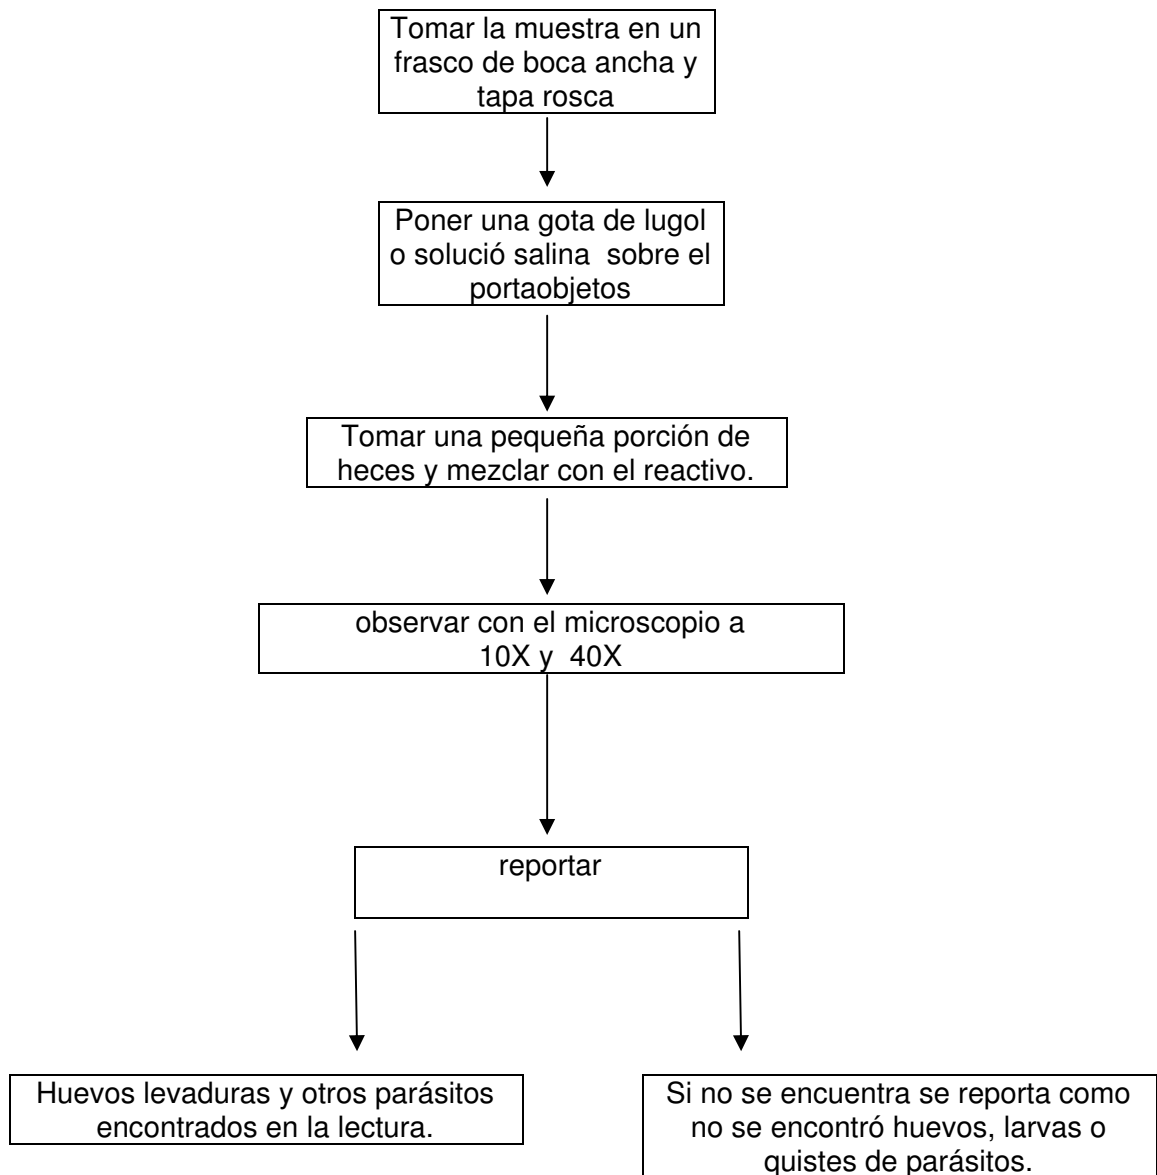 Tomar la muestra en un
frasco de boca ancha y
tapa rosca
Poner una gota de lugol
o solució salina sobre el
portaobjetos
Tomar una pequeña porción de
heces y mezclar con el reactivo.
observar con el microscopio a
10X y 40X
reportar
Huevos levaduras y otros parásitos
encontrados en la lectura.
Si no se encuentra se reporta como
no se encontró huevos, larvas o
quistes de parásitos.